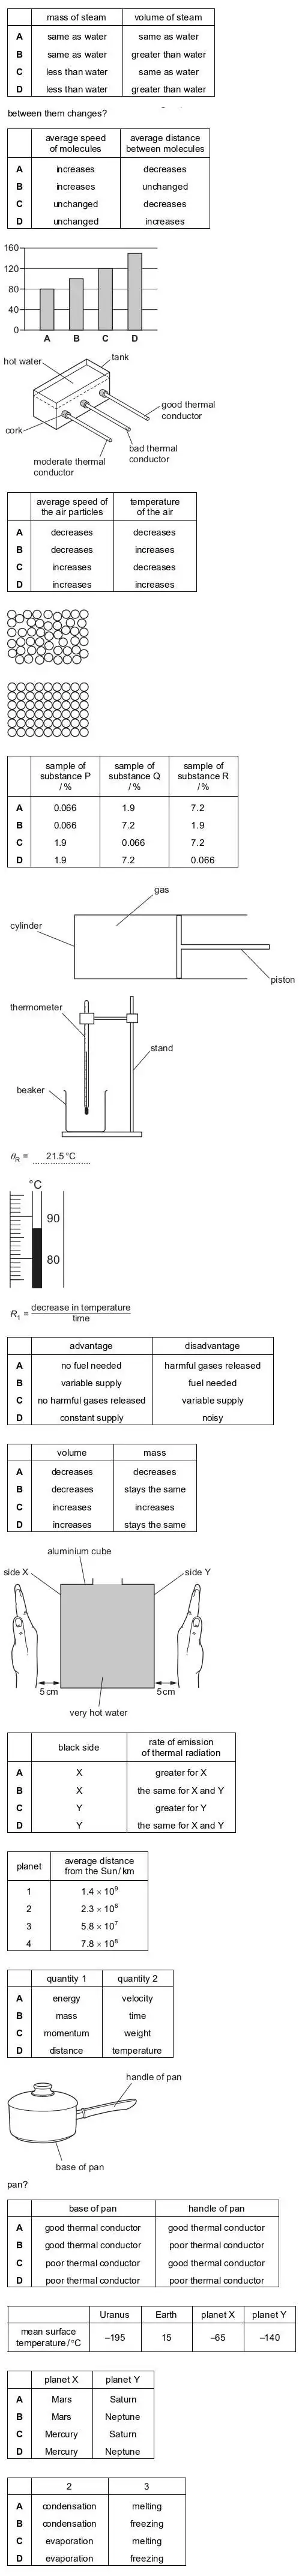 mass of steam volume of steam
A same as water same as water
B same as water greater than water
C less than water same as water
D less than water greater than water
between them changes?
average speed average distance
of molecules between molecules
A increases decreases
B increases unchanged
C unchanged decreases
D unchanged increases
160
120
80
40
0
A B C D
hot water tank
good thermal
conductor
cork
bad thermal
conductor
moderate thermal
conductor
average speed of temperature
the air particles of the air
A decreases decreases
B decreases increases
C increases decreases
D increases increases
sample of sample of sample of
substance P substance Q substance R
/ % / % / %
A 0.066 1.9 7.2
B 0.066 7.2 1.9
C 1.9 0.066 7.2
D 1.9 7.2 0.066
gas
cylinder
piston
thermometer
stand
beaker
θR = 21.5 °C
°C
90
80
R1 = decrease in temperature
time
advantage disadvantage
A no fuel needed harmful gases released
B variable supply fuel needed
C no harmful gases released variable supply
D constant supply noisy
volume mass
A decreases decreases
B decreases stays the same
C increases increases
D increases stays the same
aluminium cube
side X side Y
5 cm 5 cm
very hot water
black side rate of emission
of thermal radiation
A X greater for X
B X the same for X and Y
C Y greater for Y
D Y the same for X and Y
planet average distance
from the Sun / km
1 1.4 × 10⁹
2 2.3 × 10⁸
3 5.8 × 10⁷
4 7.8 × 10⁸
quantity 1 quantity 2
A energy velocity
B mass time
C momentum weight
D distance temperature
handle of pan
base of pan
pan?
base of pan handle of pan
A good thermal conductor good thermal conductor
B good thermal conductor poor thermal conductor
C poor thermal conductor good thermal conductor
D poor thermal conductor poor thermal conductor
Uranus Earth planet X planet Y
mean surface
temperature / °C –195 15 –65 –140
planet X planet Y
A Mars Saturn
B Mars Neptune
C Mercury Saturn
D Mercury Neptune
2 3
A condensation melting
B condensation freezing
C evaporation melting
D evaporation freezing